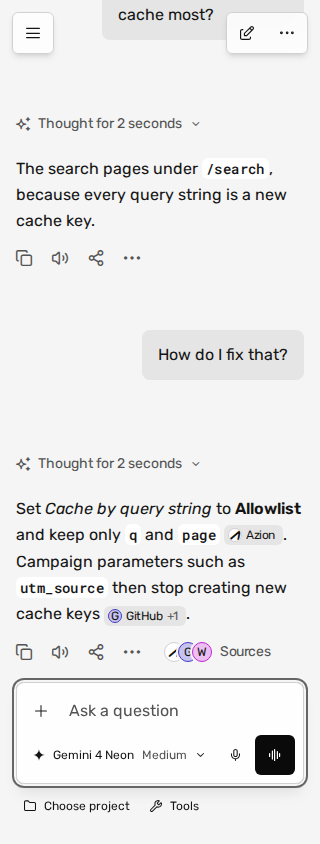 cache most?
Thought for 2 seconds
The search pages under /search,
because every query string is a new
cache key.
How do I fix that?
Thought for 2 seconds
Set Cache by query string to Allowlist
and keep only q and page Azion.
Campaign parameters such as
utm_source then stop creating new
cache keys G GitHub +1.
G W Sources
Ask a question
Gemini 4 Neon Medium
Choose project Tools